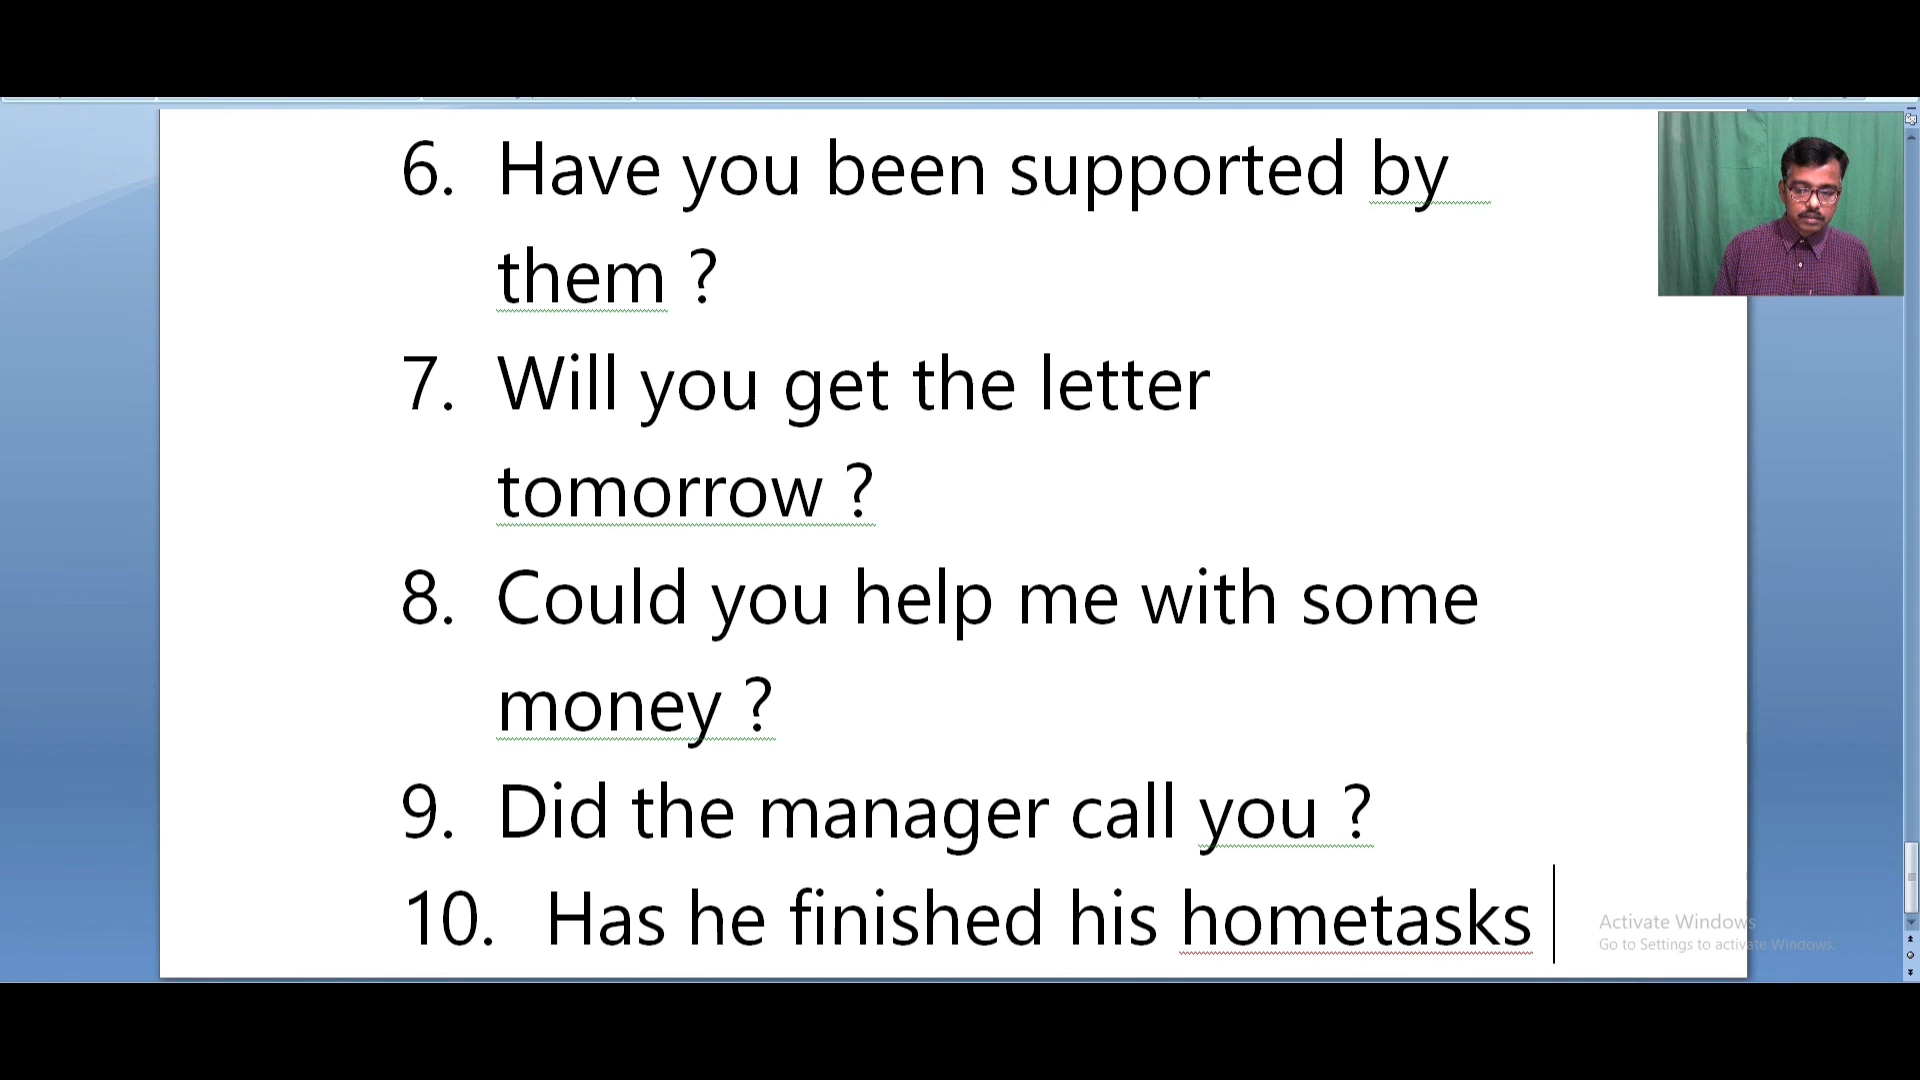 6. Have you been supported by
them ?
7. Will you get the letter
tomorrow ?
8. Could you help me with some
money ?
9. Did the manager call you ?
10. Has he finished his hometasks
Activate Windows
Go to Settings to activate Windows.